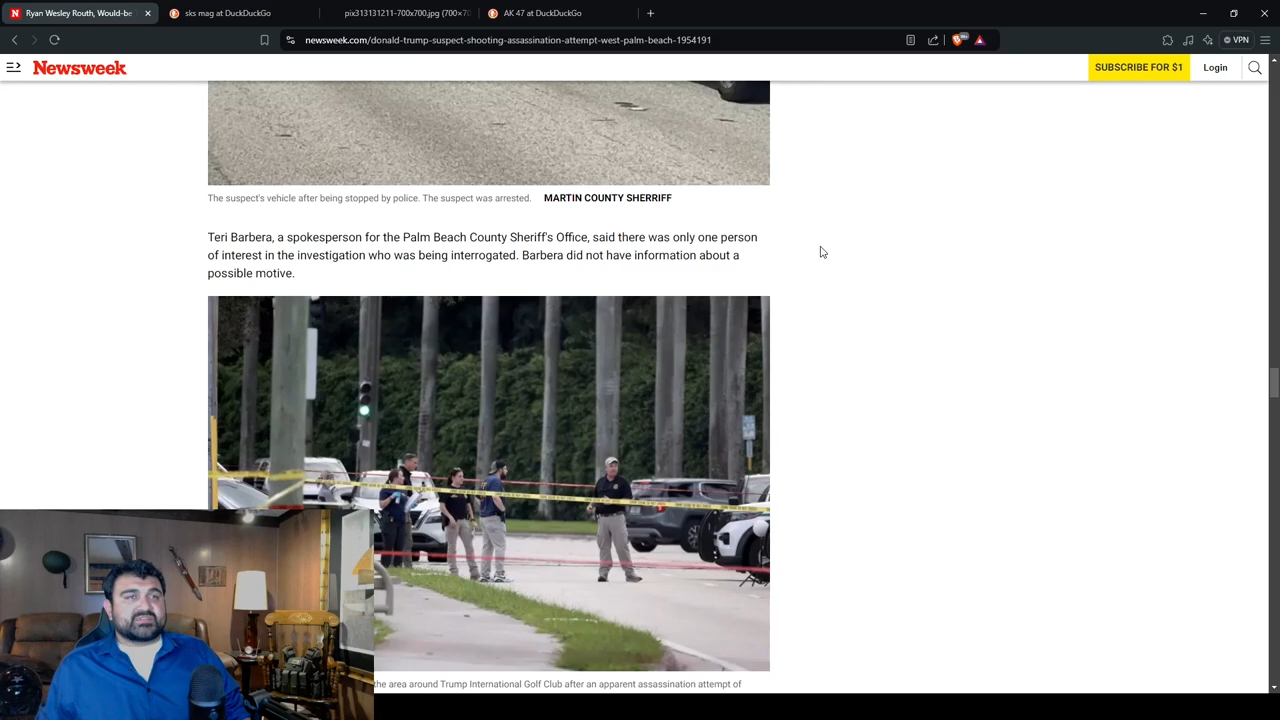 Ryan Wesley Routh, Would-be
sks mag at DuckDuckGo
pix313131211-700x700.jpg (700×70
AK 47 at DuckDuckGo
newsweek.com/donald-trump-suspect-shooting-assassination-attempt-west-palm-beach-1954191
VPN
Newsweek
SUBSCRIBE FOR $1
Login
The suspect's vehicle after being stopped by police. The suspect was arrested. MARTIN COUNTY SHERRIFF
Teri Barbera, a spokesperson for the Palm Beach County Sheriff's Office, said there was only one person
of interest in the investigation who was being interrogated. Barbera did not have information about a
possible motive.
the area around Trump International Golf Club after an apparent assassination attempt of